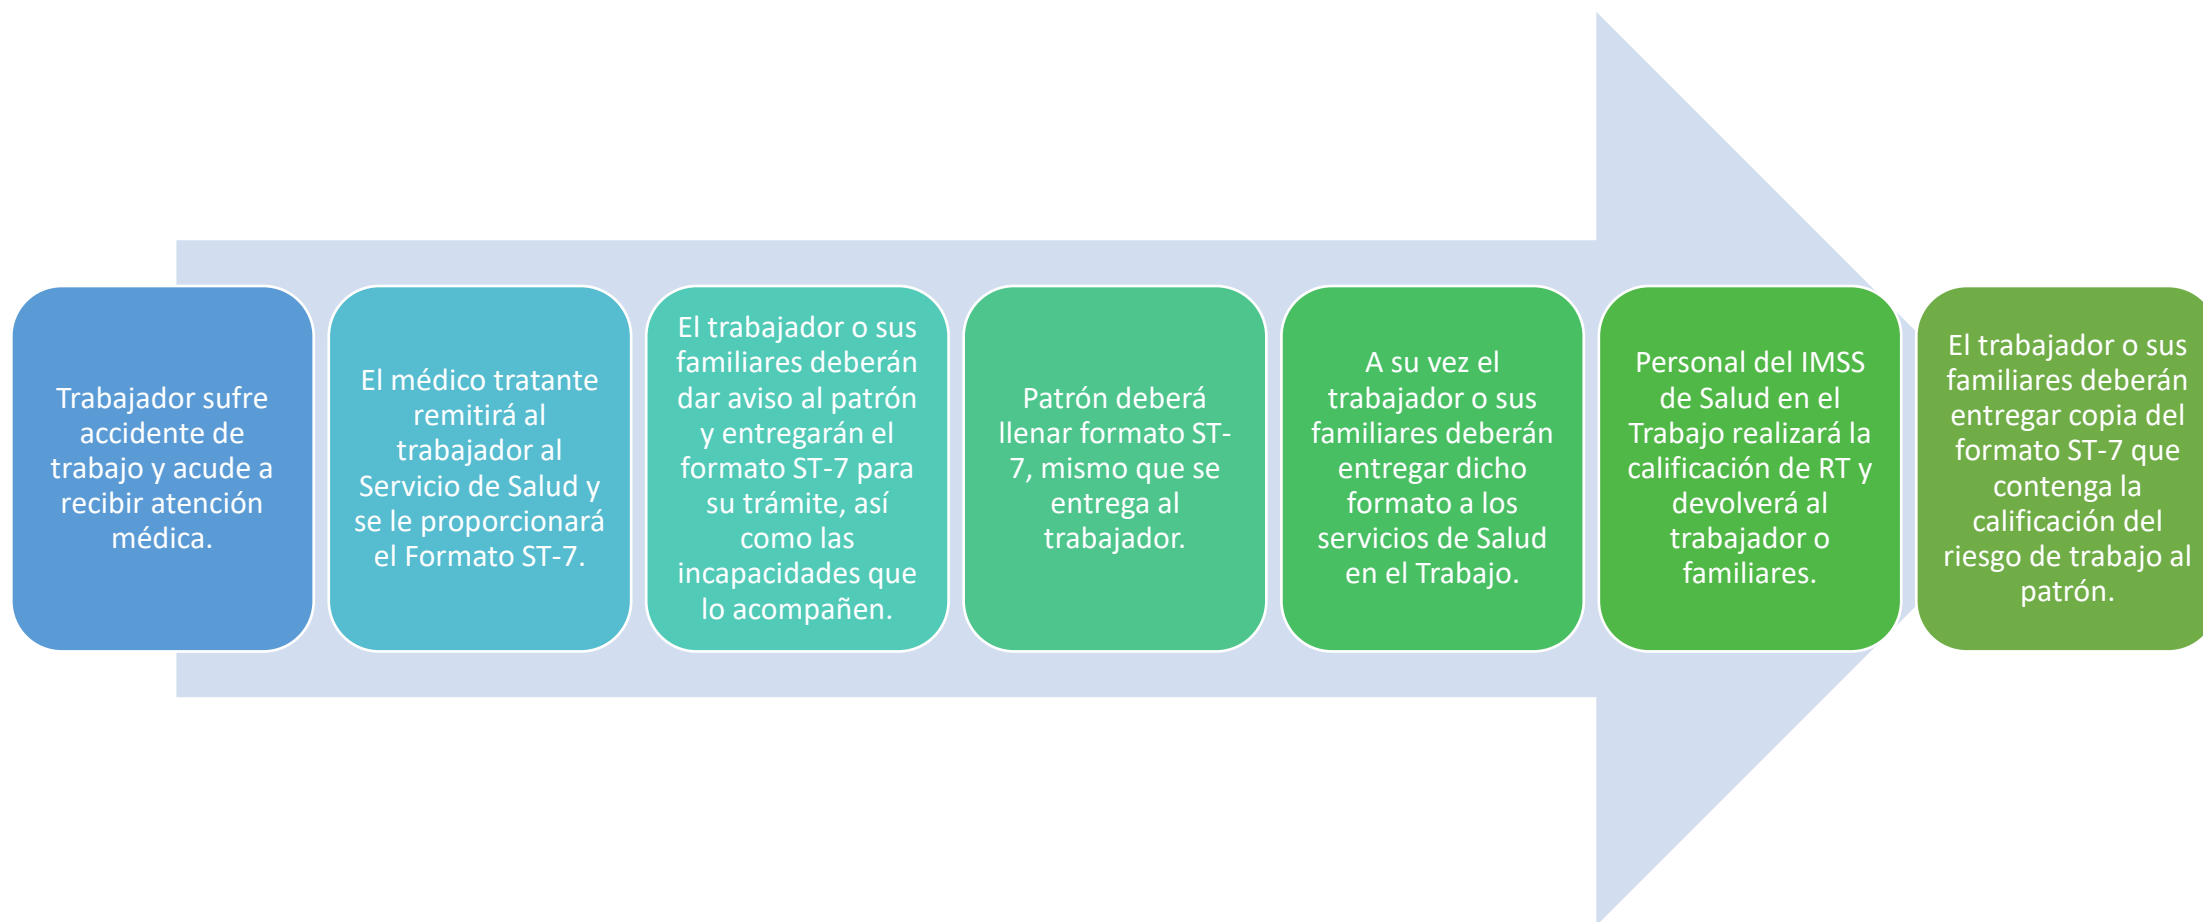 Trabajador sufre
accidente de
trabajo y acude a
recibir atención
médica.
El médico tratante
remitirá al
trabajador al
Servicio de Salud y
se le proporcionará
el Formato ST-7.
El trabajador o sus
familiares deberán
dar aviso al patrón
y entregarán el
formato ST-7 para
su trámite, así
como las
incapacidades que
lo acompañen.
Patrón deberá
llenar formato ST-
7, mismo que se
entrega al
trabajador.
A su vez el
trabajador o sus
familiares deberán
entregar dicho
formato a los
servicios de Salud
en el Trabajo.
Personal del IMSS
de Salud en el
Trabajo realizará la
calificación de RT y
devolverá al
trabajador o
familiares.
El trabajador o sus
familiares deberán
entregar copia del
formato ST-7 que
contenga la
calificación del
riesgo de trabajo al
patrón.